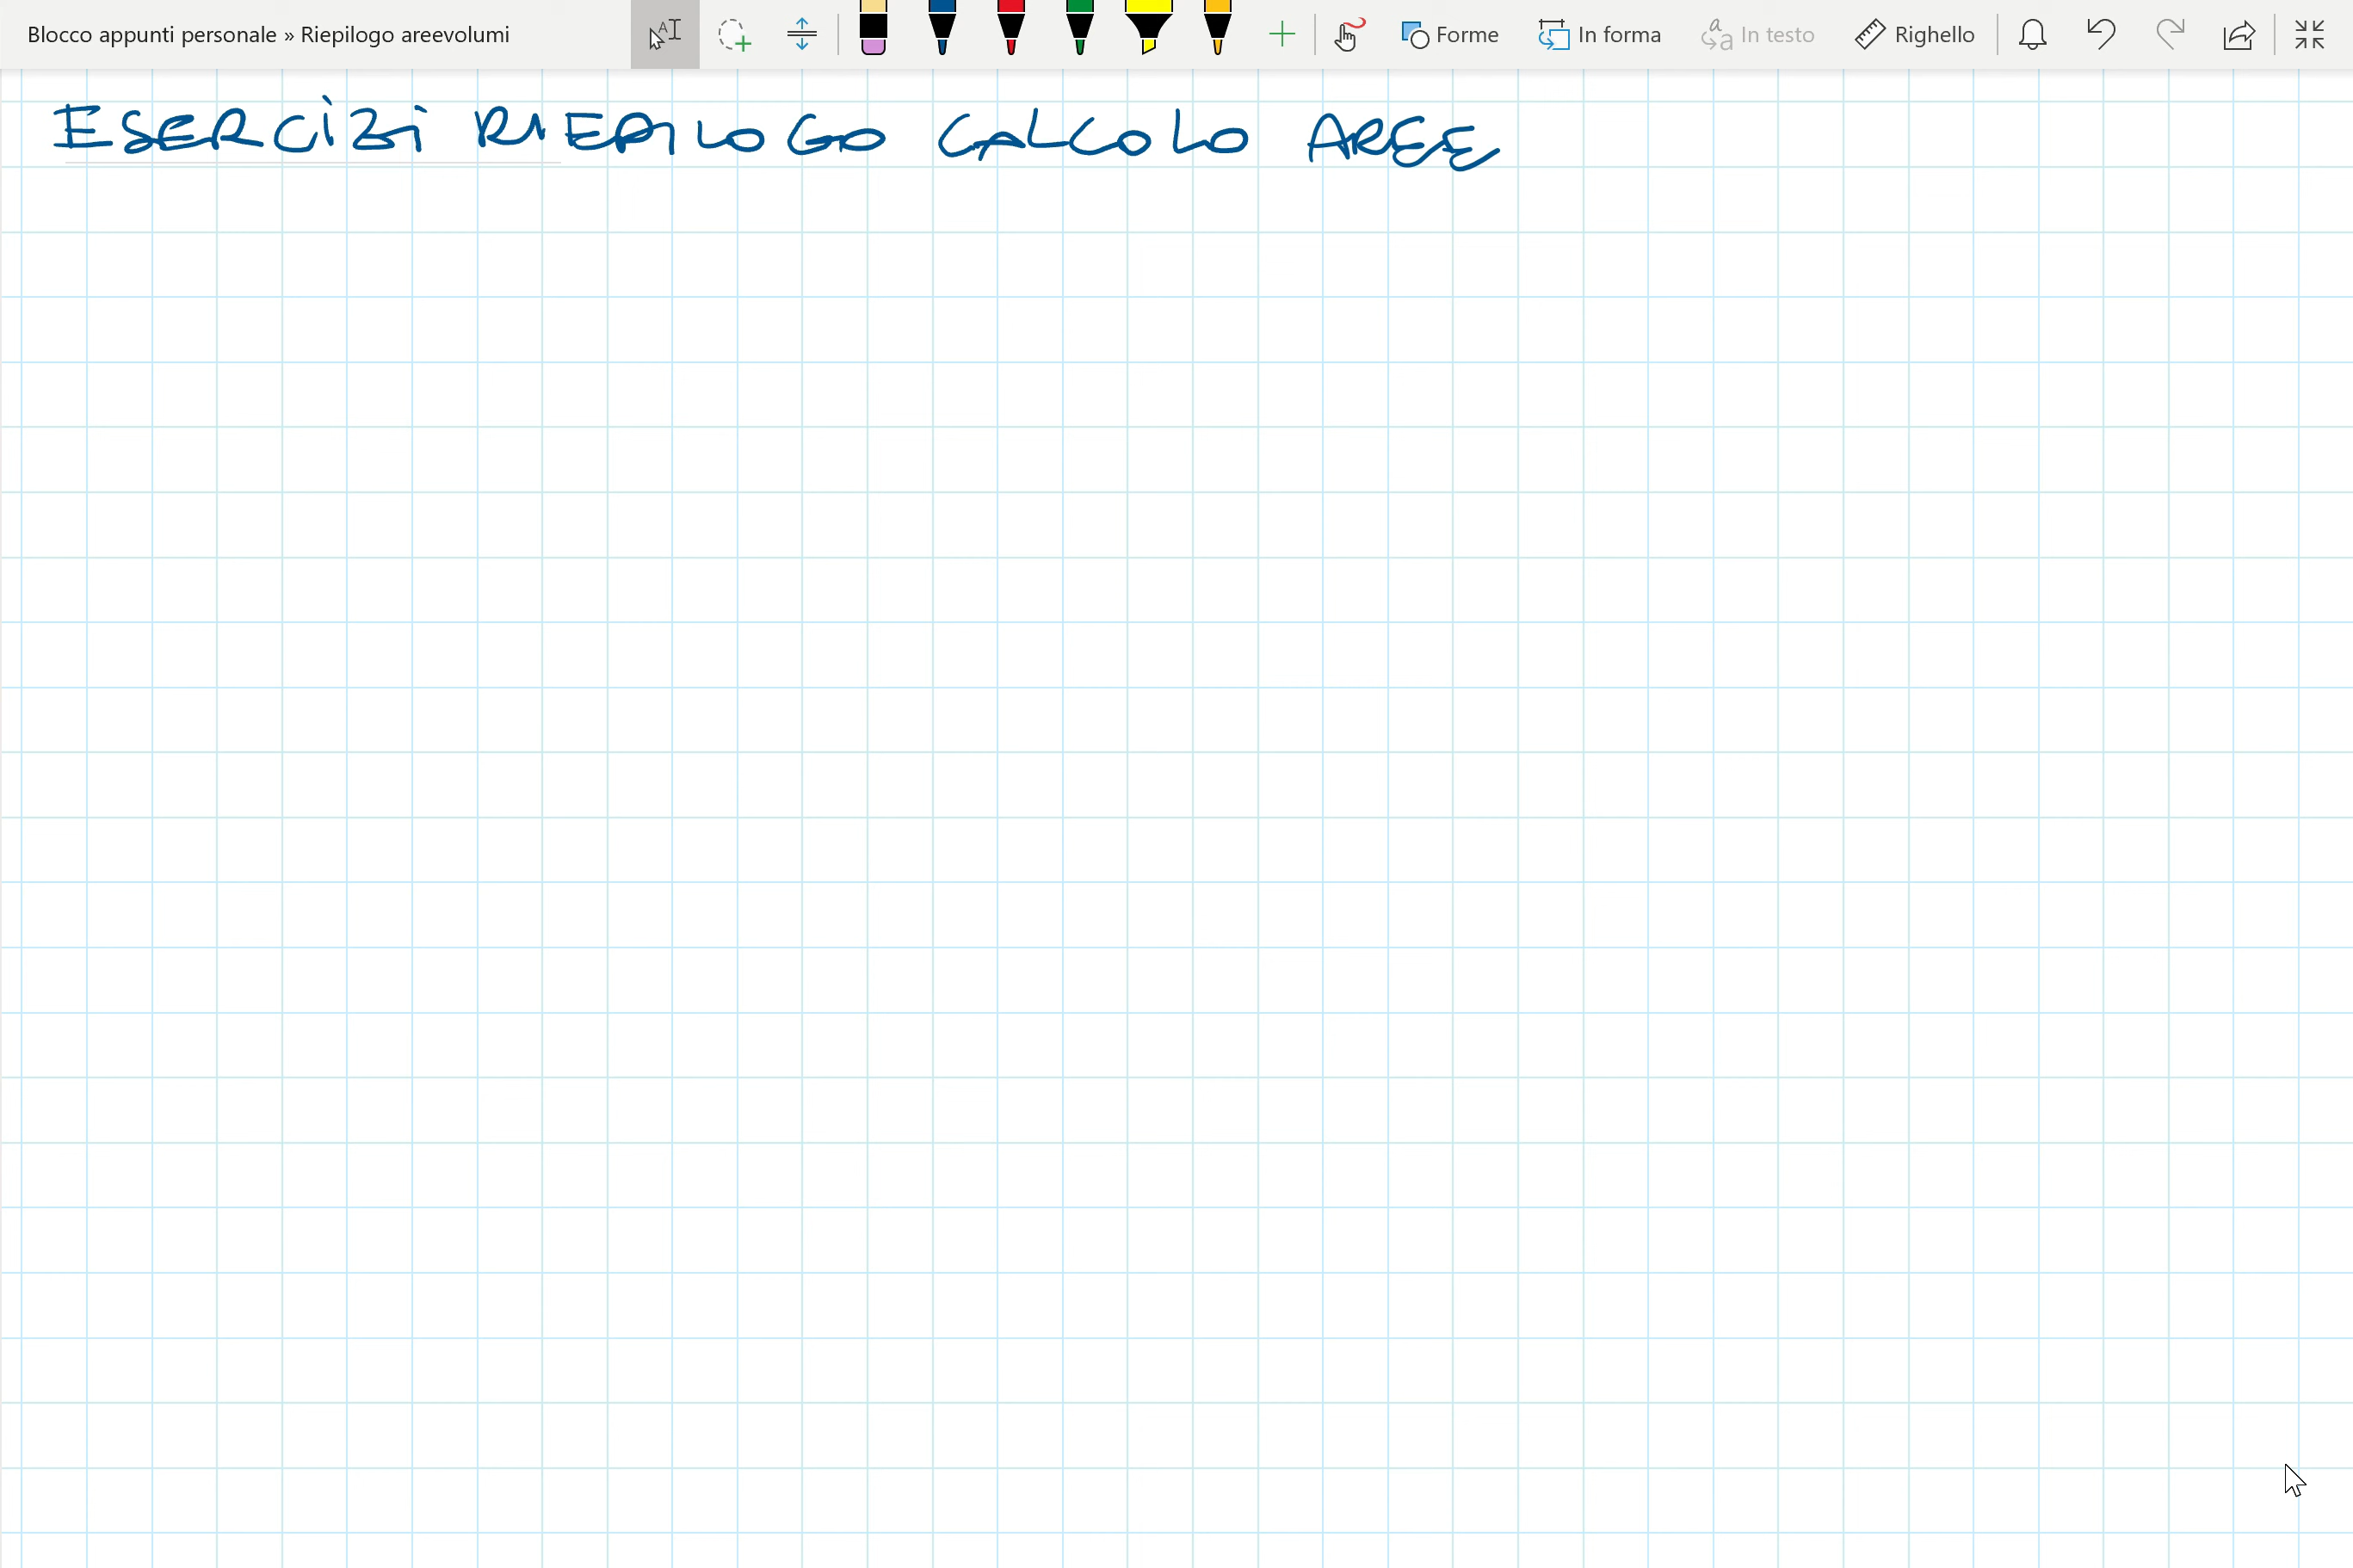 Blocco appunti personale » Riepilogo areevolumi
Forme
In forma
In testo
Righello
ESERCIZI RIEPILOGO CALCOLO AREE